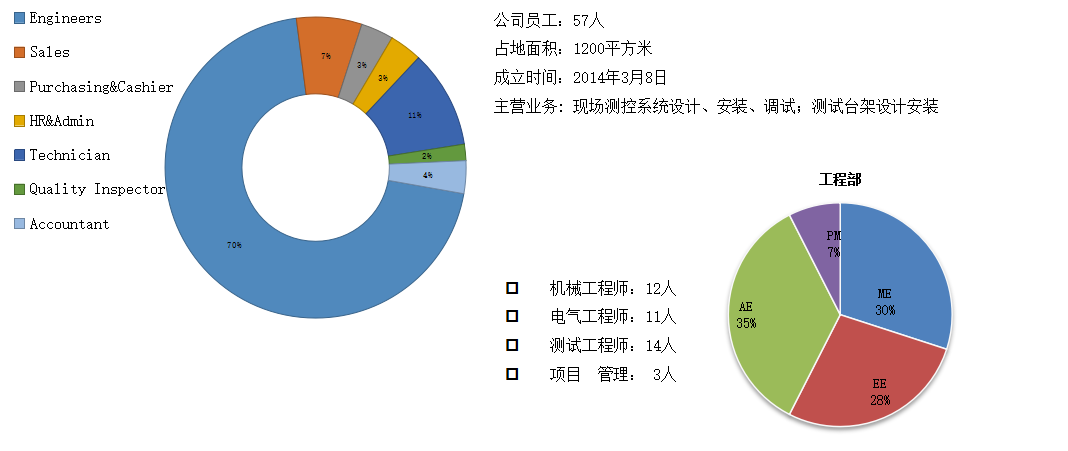 Engineers
Sales
Purchasing&Cashier
HR&Admin
Technician
Quality Inspector
Accountant
7%
3%
3%
11%
2%
4%
70%
公司员工：57人
占地面积：1200平方米
成立时间：2014年3月8日
主营业务：现场测控系统设计、安装、调试；测试台架设计安装
机械工程师：12人
电气工程师：11人
测试工程师：14人
项目 管理： 3人
工程部
PM
7%
ME
30%
AE
35%
EE
28%